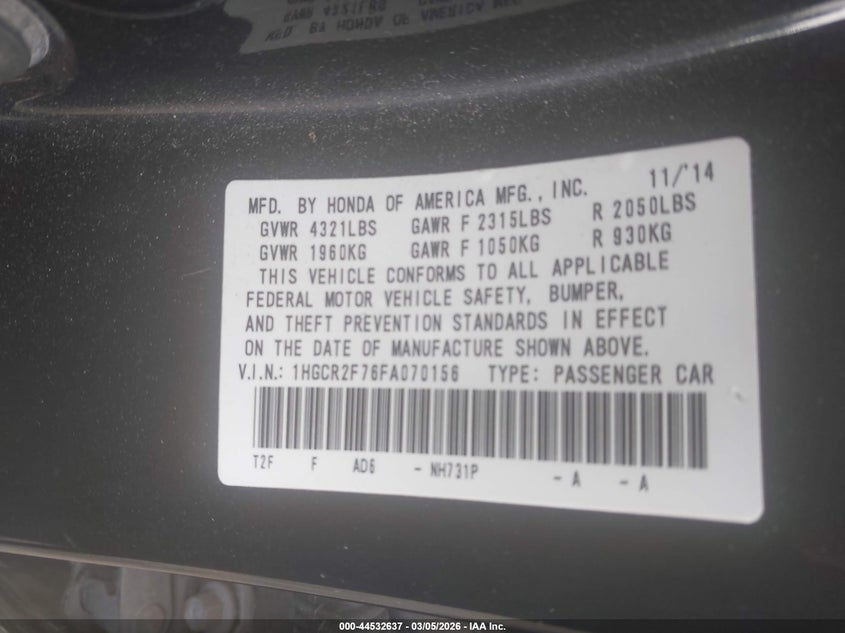 MFD. BY HONDA OF AMERICA MFG., INC. 11/'14
GVWR 4321LBS GAWR F 2315LBS R 2050LBS
GVWR 1960KG GAWR F 1050KG R 930KG
THIS VEHICLE CONFORMS TO ALL APPLICABLE
FEDERAL MOTOR VEHICLE SAFETY, BUMPER,
AND THEFT PREVENTION STANDARDS IN EFFECT
ON THE DATE OF MANUFACTURE SHOWN ABOVE.
V.I.N.: 1HGCR2F76FA070156 TYPE: PASSENGER CAR
T2F F AD6 - NH731P - A - A
000-44532637 - 03/05/2026 - IAA Inc.